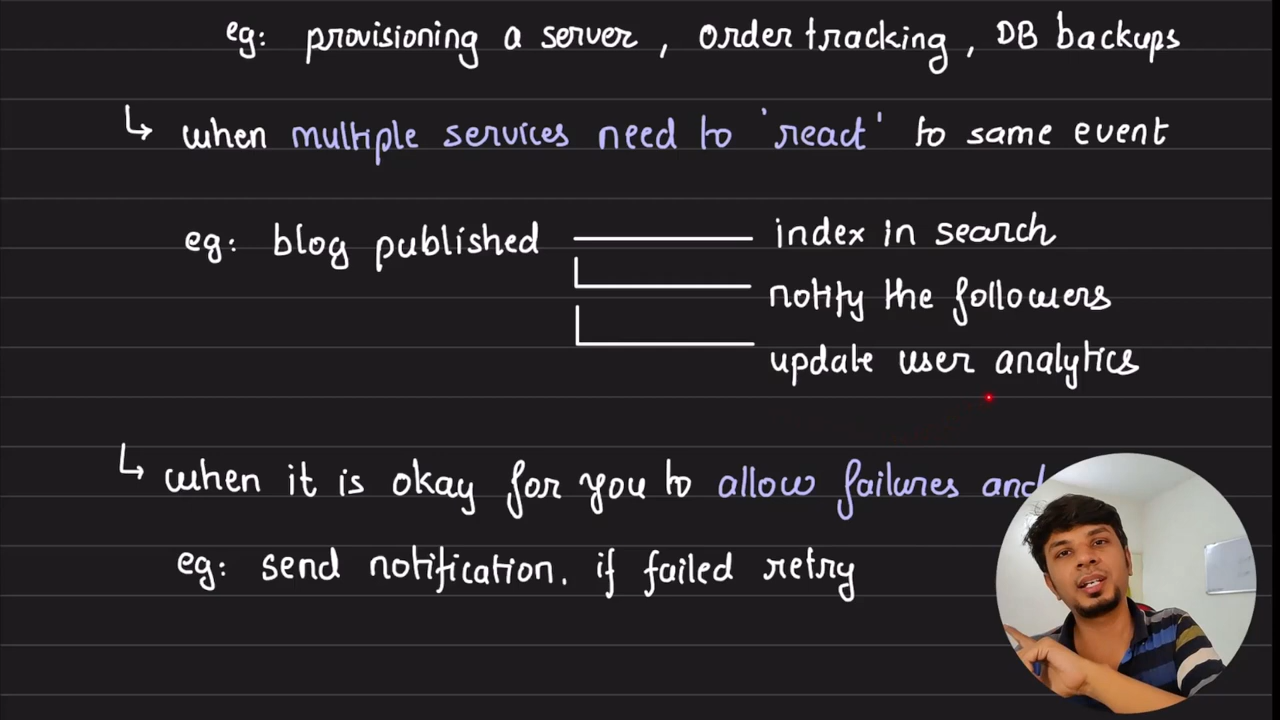 eg: provisioning a server, order tracking, DB backups
↳ when multiple services need to 'react' to same event
eg: blog published
index in search
notify the followers
update user analytics
↳ when it is okay for you to allow failures and
eg: send notification. if failed retry